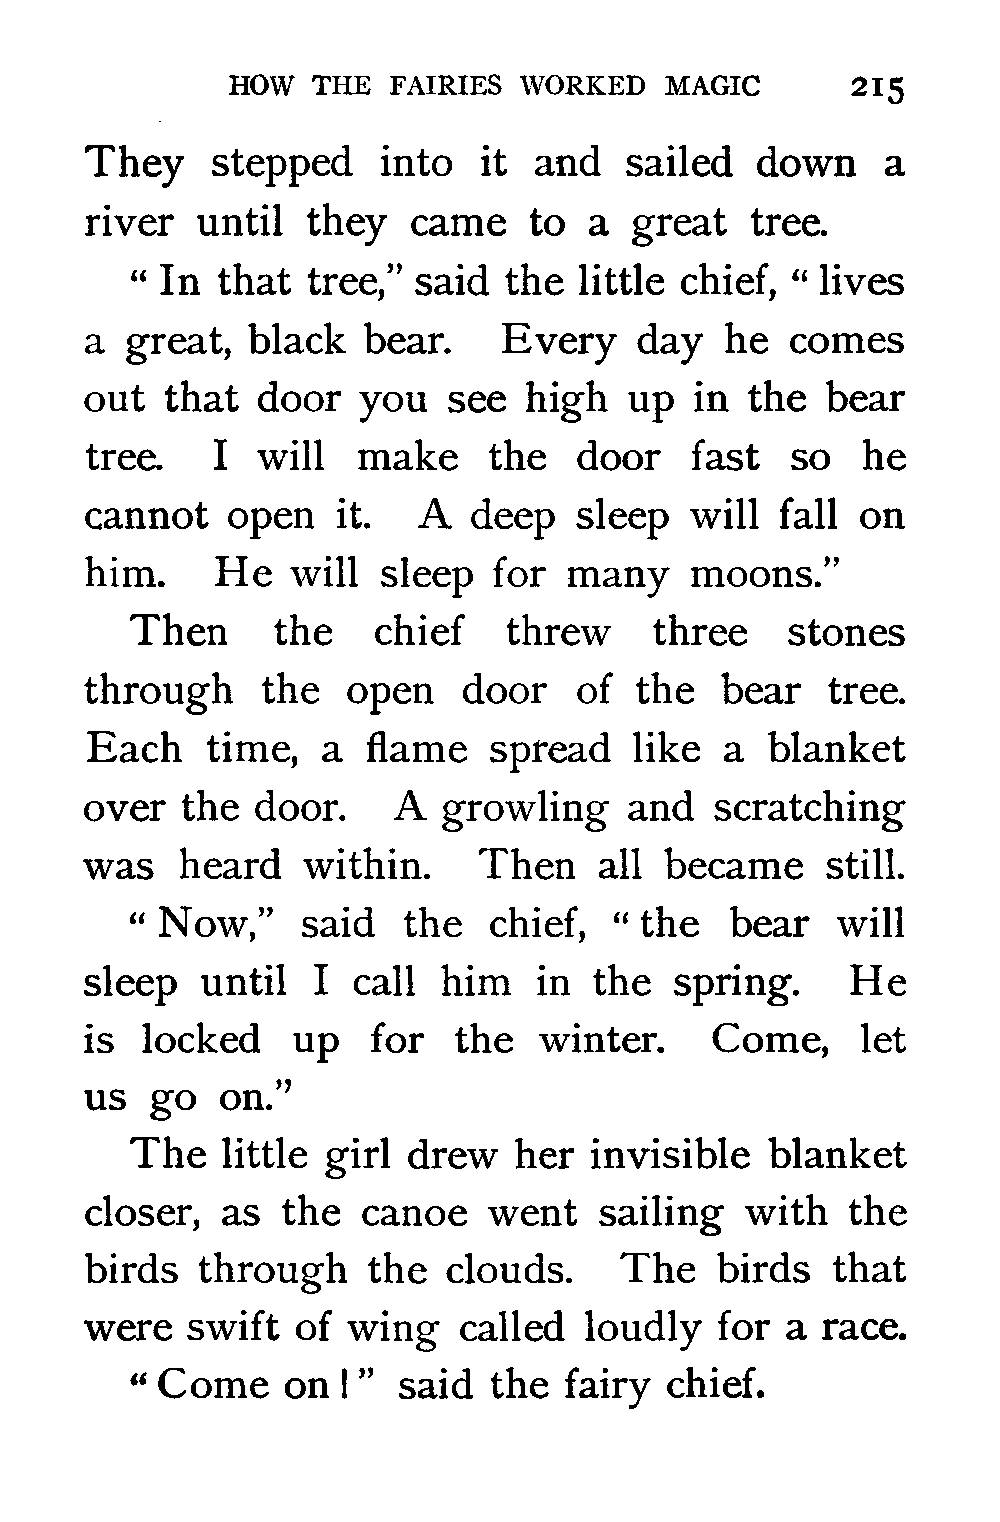 HOW THE FAIRIES WORKED MAGIC 215
They stepped into it and sailed down a
river until they came to a great tree.
“ In that tree,” said the little chief, “ lives
a great, black bear. Every day he comes
out that door you see high up in the bear
tree. I will make the door fast so he
cannot open it. A deep sleep will fall on
him. He will sleep for many moons.”
Then the chief threw three stones
through the open door of the bear tree.
Each time, a flame spread like a blanket
over the door. A growling and scratching
was heard within. Then all became still.
“ Now,” said the chief, “ the bear will
sleep until I call him in the spring. He
is locked up for the winter. Come, let
us go on.”
The little girl drew her invisible blanket
closer, as the canoe went sailing with the
birds through the clouds. The birds that
were swift of wing called loudly for a race.
“ Come on ! ” said the fairy chief.